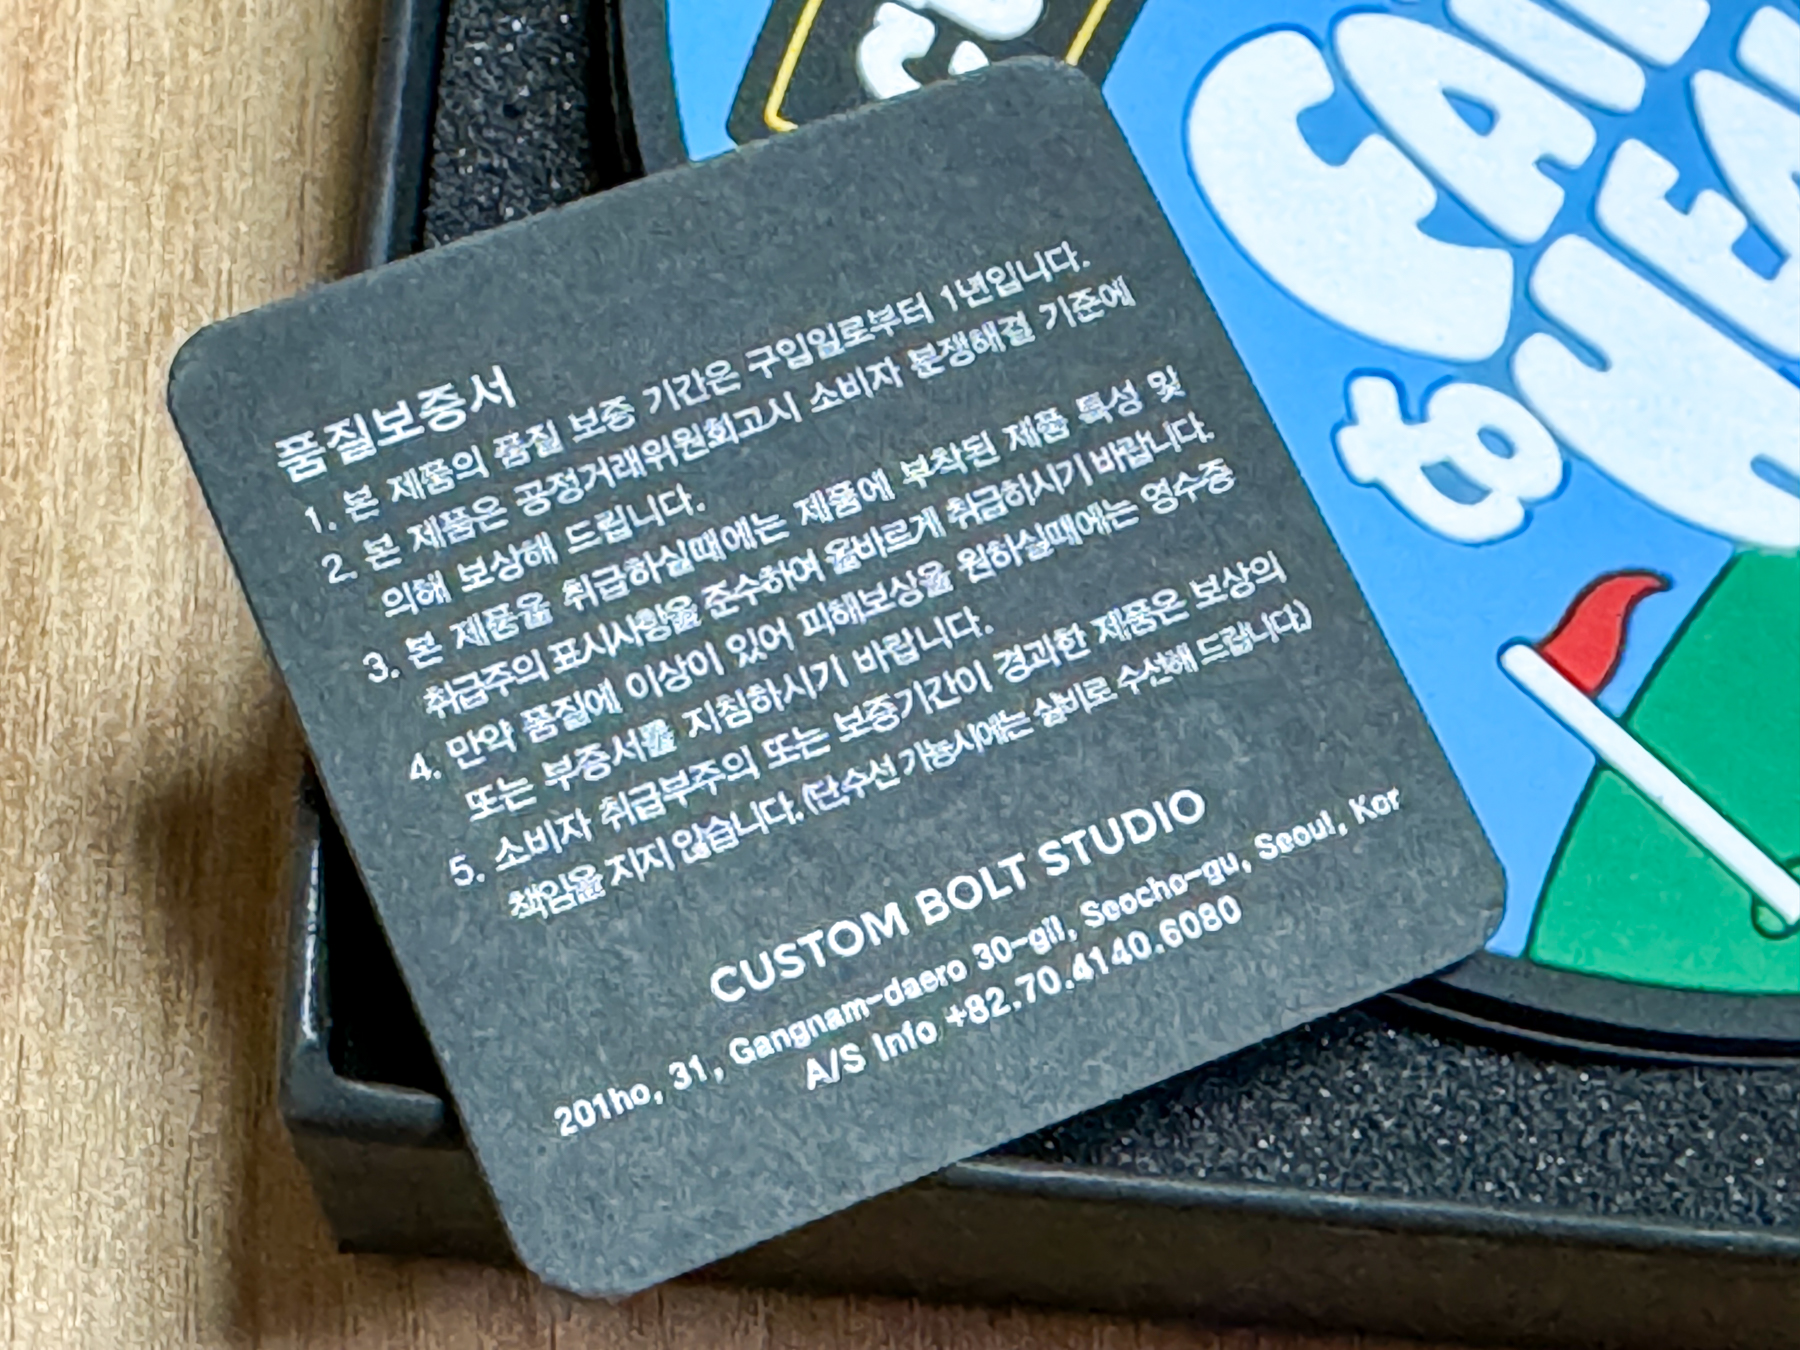 품질보증서
1. 본 제품의 품질 보증 기간은 구입일로부터 1년입니다.
2. 본 제품은 공정거래위원회고시 소비자 분쟁해결 기준에
의해 보상해 드립니다.
3. 본 제품을 취급하실때에는 제품에 부착된 제품 특성 및
취급주의 표시사항을 준수하여 올바르게 취급하시기 바랍니다.
4. 만약 품질에 이상이 있어 피해보상을 원하실때에는 영수증
또는 부증서를 지침하시기 바랍니다.
5. 소비자 취급부주의 또는 보증기간이 경과한 제품은 보상의
책임을 지지 않습니다.(단,수선 가능시에는 실비로 수선해 드립니다.)
CUSTOM BOLT STUDIO
201ho, 31, Gangnam-daero 30-gil, Seocho-gu, Seoul, Kor
A/S Info +82.70.4140.6080
to